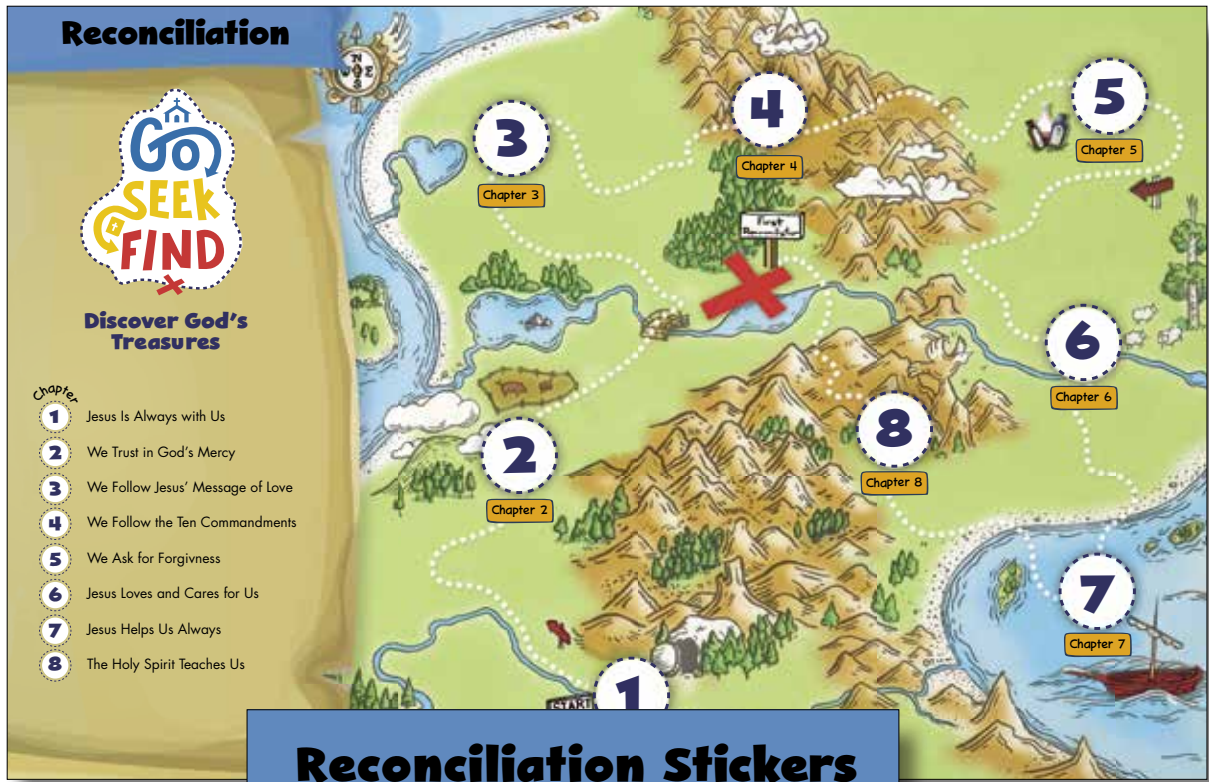 Reconciliation
GO
SEEK
FIND
Discover God's
Treasures
Chapter
1 Jesus Is Always with Us
2 We Trust in God's Mercy
3 We Follow Jesus' Message of Love
4 We Follow the Ten Commandments
5 We Ask for Forgivness
6 Jesus Loves and Cares for Us
7 Jesus Helps Us Always
8 The Holy Spirit Teaches Us
N
W E
S
3
Chapter 3
4
Chapter 4
5
Chapter 5
First
6
Chapter 6
2
Chapter 2
8
Chapter 8
7
Chapter 7
START
1
Reconciliation Stickers